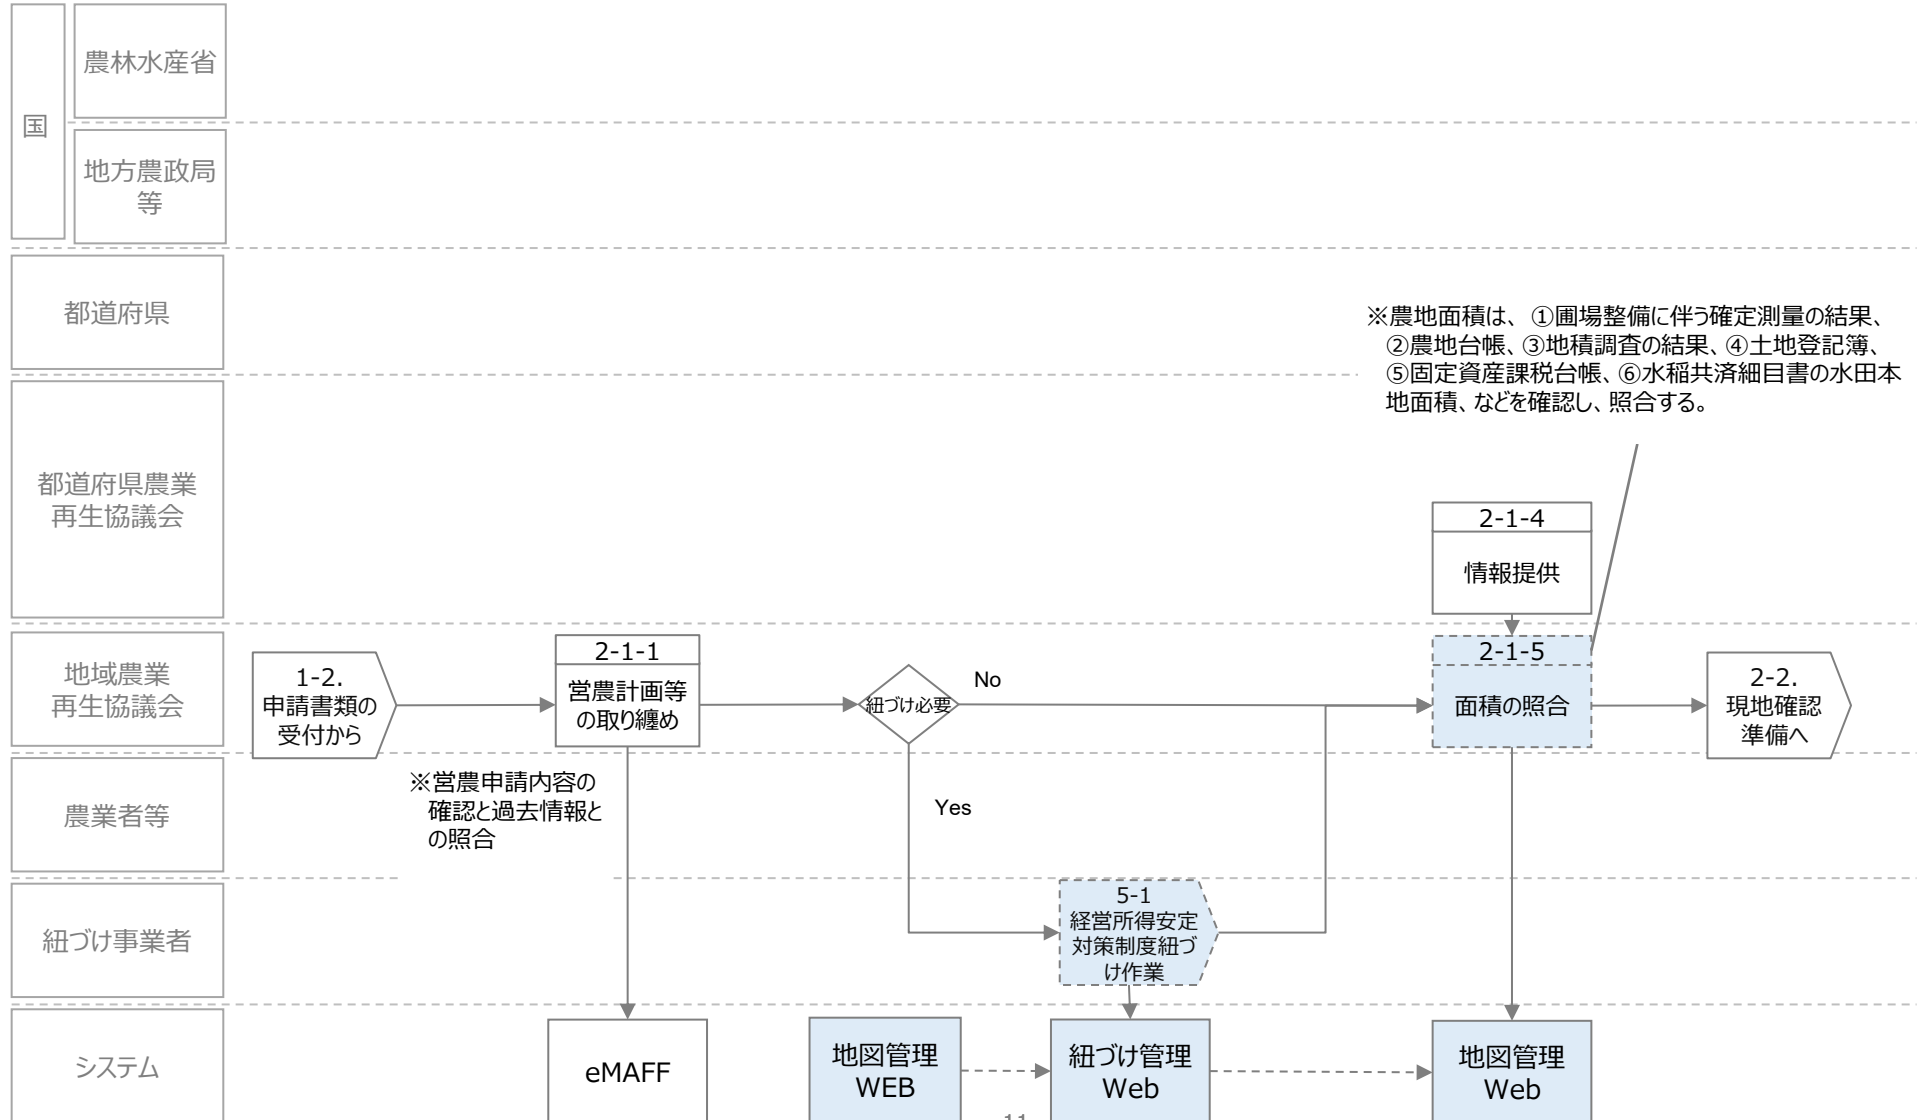 国
農林水産省
地方農政局
等
都道府県
※農地面積は、①圃場整備に伴う確定測量の結果、
②農地台帳、③地積調査の結果、④土地登記簿、
⑤固定資産課税台帳、⑥水稲共済細目書の水田本
地面積、などを確認し、照合する。
都道府県農業
再生協議会
2-1-4
情報提供
地域農業
再生協議会
1-2.
申請書類の
受付から
2-1-1
営農計画等
の取り纏め
紐づけ必要
No
Yes
2-1-5
面積の照合
2-2.
現地確認
準備へ
農業者等
※営農申請内容の
確認と過去情報と
の照合
紐づけ事業者
5-1
経営所得安定
対策制度紐づ
け作業
システム
eMAFF
地図管理
WEB
紐づけ管理
Web
地図管理
Web
11